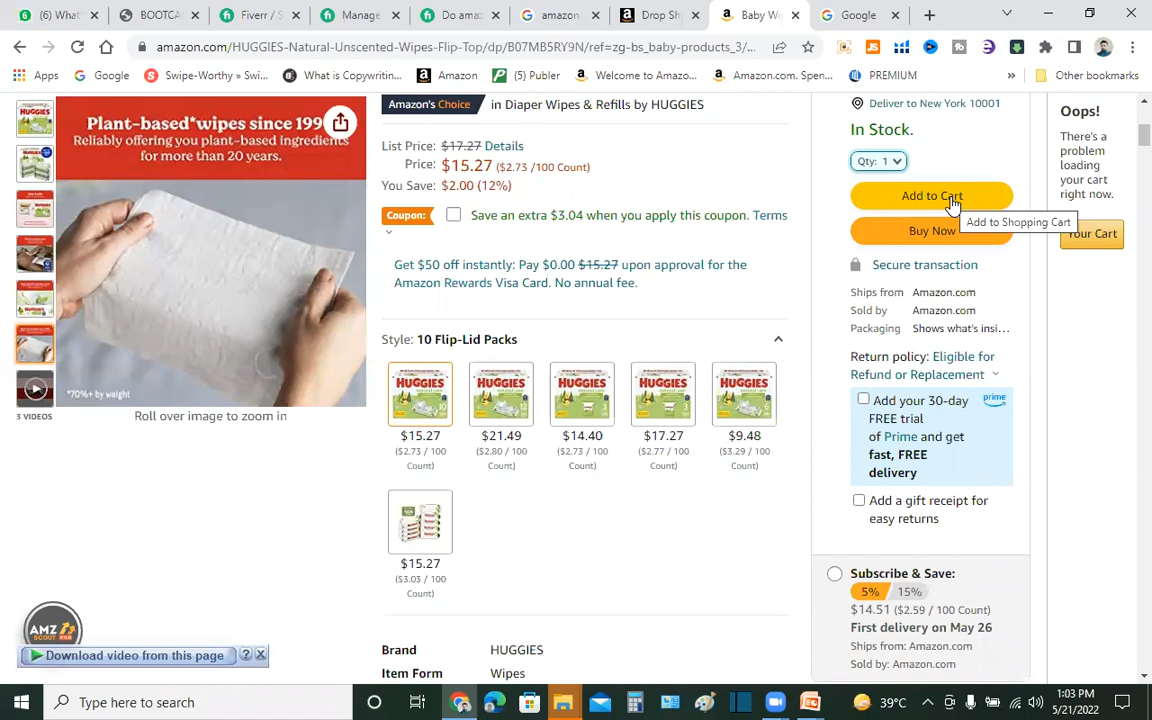 (What
BOOTCA
Fiverr / S
Manage
Do amaz
amazon
Drop Sh
Baby Wi
Google
amazon.com/HUGGIES-Natural-Unscented-Wipes-Flip-Top/dp/B07MB5RY9N/ref=zg-bs_baby-products_3/...
Apps
Google
Swipe-Worthy » Swi...
What is Copywritin...
Amazon
(5) Publer
Welcome to Amazo...
Amazon.com. Spen...
PREMIUM
»
Other bookmarks
HUGGIES
Plant-based*wipes since 199
Reliably offering you plant-based ingredients
for more than 20 years.
*70%+ by weight
3 VIDEOS
Roll over image to zoom in
AMZ
SCOUT PRO
Download video from this page
Amazon's Choice in Diaper Wipes & Refills by HUGGIES
List Price: $17.27 Details
Price: $15.27 ($2.73 /100 Count)
You Save: $2.00 (12%)
Coupon: Save an extra $3.04 when you apply this coupon. Terms
Get $50 off instantly: Pay $0.00 $15.27 upon approval for the
Amazon Rewards Visa Card. No annual fee.
Style: 10 Flip-Lid Packs
HUGGIES HUGGIES HUGGIES HUGGIES HUGGIES
$15.27 $21.49 $14.40 $17.27 $9.48
($2.73 / 100 ($2.80 / 100 ($2.73 / 100 ($2.77 / 100 ($3.29 / 100
Count) Count) Count) Count) Count)
$15.27
($3.03 / 100
Count)
Brand HUGGIES
Item Form Wipes
Deliver to New York 10001
In Stock.
Qty: 1
Add to Cart
Add to Shopping Cart
Buy Now
Secure transaction
Ships from Amazon.com
Sold by Amazon.com
Packaging Shows what's insi...
Return policy: Eligible for
Refund or Replacement
Add your 30-day prime
FREE trial
of Prime and get
fast, FREE
delivery
Add a gift receipt for
easy returns
Subscribe & Save:
5% 15%
$14.51 ($2.59 / 100 Count)
First delivery on May 26
Ships from: Amazon.com
Sold by: Amazon.com
Oops!
There's a
problem
loading
your cart
right now.
Your Cart
Type here to search
39°C
1:03 PM
5/21/2022